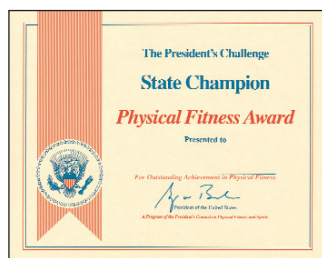 The President's Challenge
State Champion
Physical Fitness Award
Presented to
For Outstanding Achievement in Physical Fitness
President of the United States
A Program of the President's Council on Physical Fitness and Sports